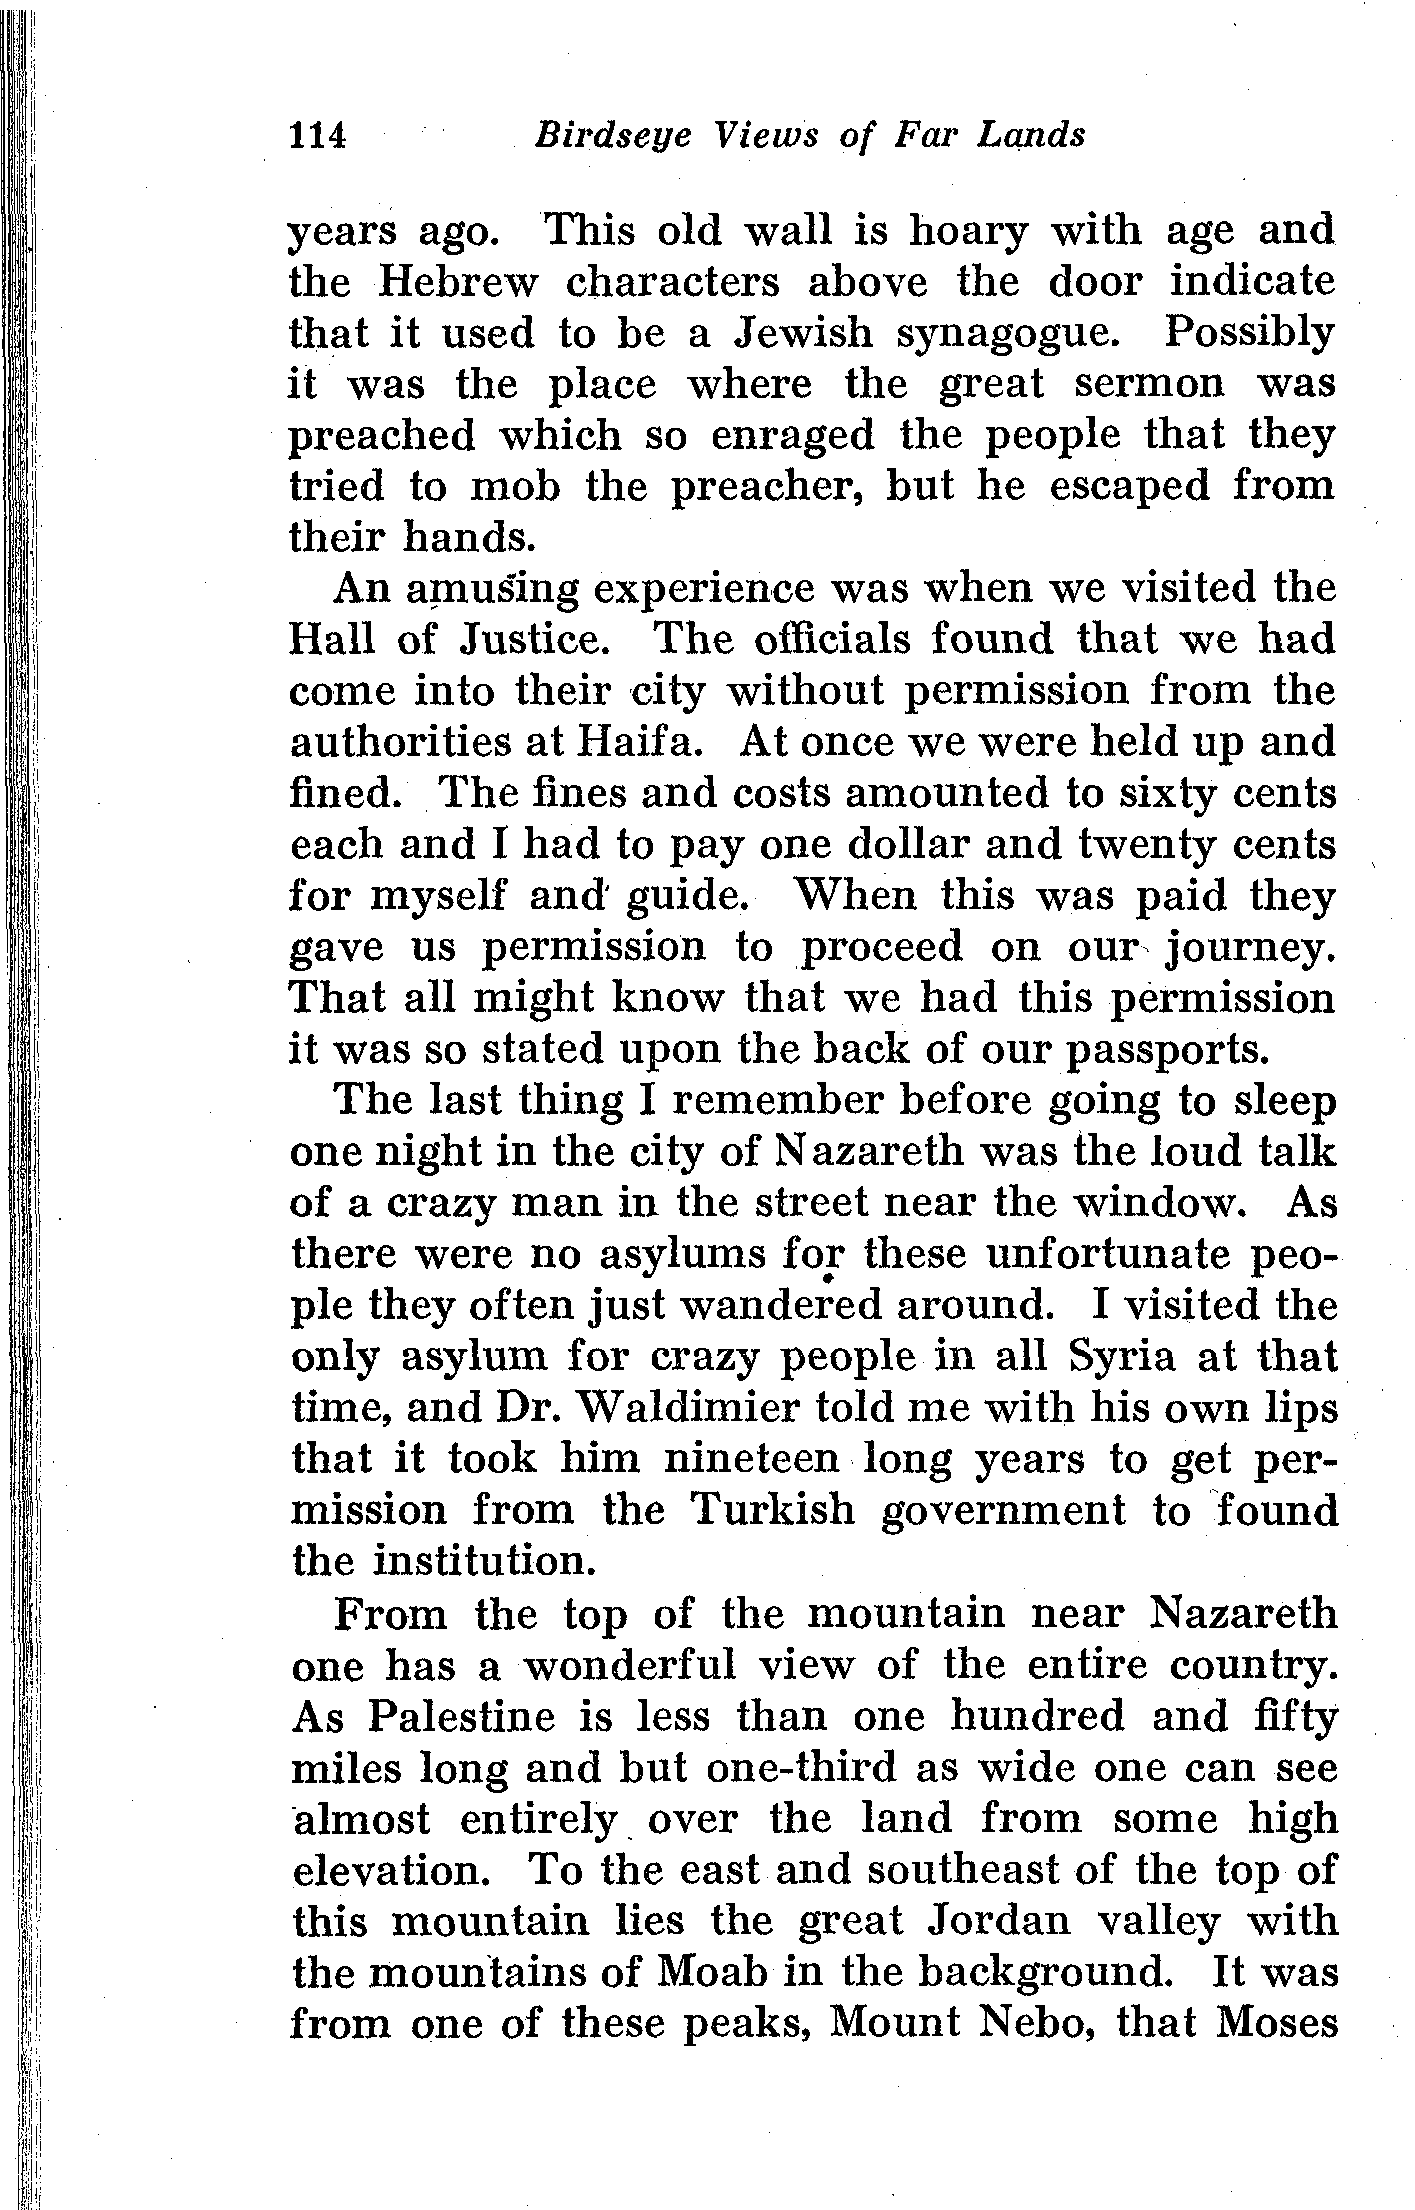 114 Birdseye Views of Far Lands
years ago. This old wall is hoary with age and
the Hebrew characters above the door indicate
that it used to be a Jewish synagogue. Possibly
it was the place where the great sermon was
preached which so enraged the people that they
tried to mob the preacher, but he escaped from
their hands.
An amusing experience was when we visited the
Hall of Justice. The officials found that we had
come into their city without permission from the
authorities at Haifa. At once we were held up and
fined. The fines and costs amounted to sixty cents
each and I had to pay one dollar and twenty cents
for myself and guide. When this was paid they
gave us permission to proceed on our journey.
That all might know that we had this permission
it was so stated upon the back of our passports.
The last thing I remember before going to sleep
one night in the city of Nazareth was the loud talk
of a crazy man in the street near the window. As
there were no asylums for these unfortunate peo-
ple they often just wandered around. I visited the
only asylum for crazy people in all Syria at that
time, and Dr. Waldimier told me with his own lips
that it took him nineteen long years to get per-
mission from the Turkish government to found
the institution.
From the top of the mountain near Nazareth
one has a wonderful view of the entire country.
As Palestine is less than one hundred and fifty
miles long and but one-third as wide one can see
almost entirely over the land from some high
elevation. To the east and southeast of the top of
this mountain lies the great Jordan valley with
the mountains of Moab in the background. It was
from one of these peaks, Mount Nebo, that Moses